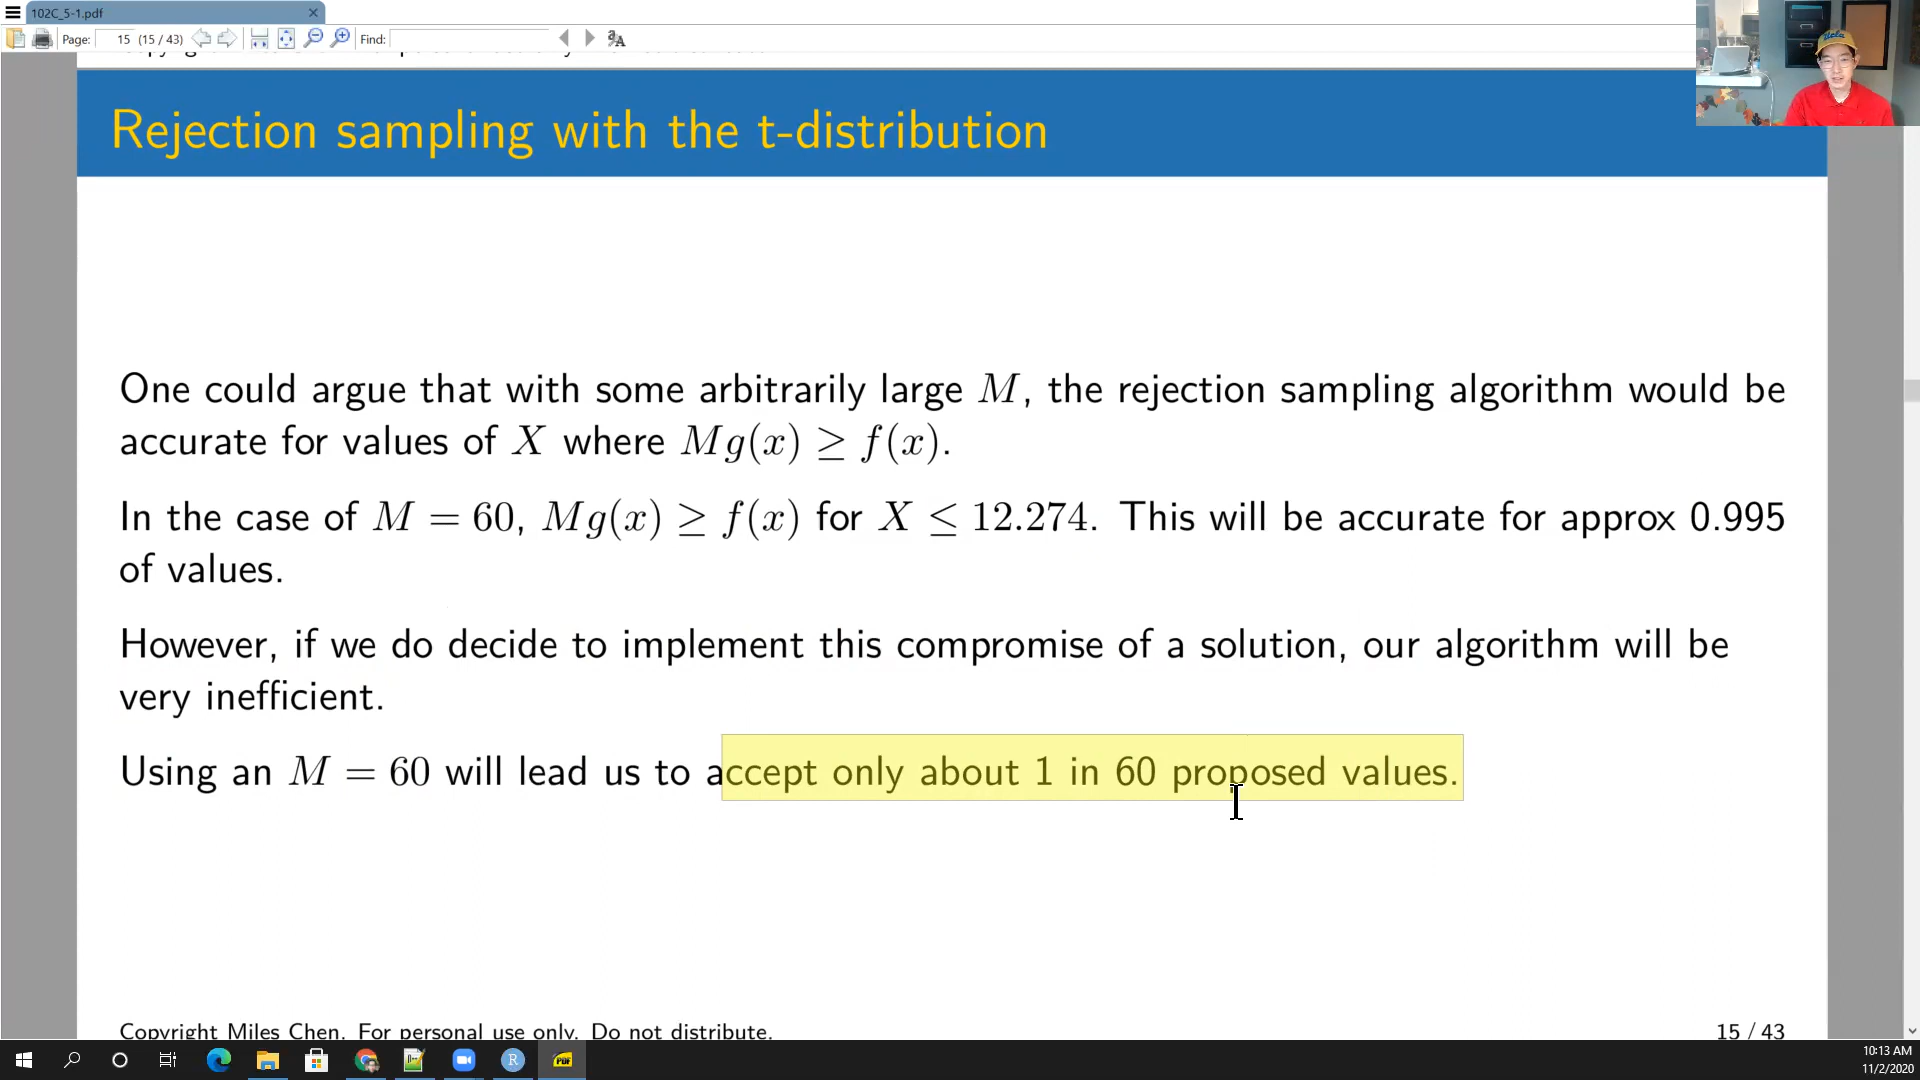 102C_5-1.pdf
Page: 15 (15 / 43) Find:
Rejection sampling with the t-distribution
One could argue that with some arbitrarily large M, the rejection sampling algorithm would be
accurate for values of X where Mg(x) ≥ f(x).
In the case of M = 60, Mg(x) ≥ f(x) for X ≤ 12.274. This will be accurate for approx 0.995
of values.
However, if we do decide to implement this compromise of a solution, our algorithm will be
very inefficient.
Using an M = 60 will lead us to accept only about 1 in 60 proposed values.
Copyright Miles Chen. For personal use only. Do not distribute.
15 / 43
10:13 AM
11/2/2020